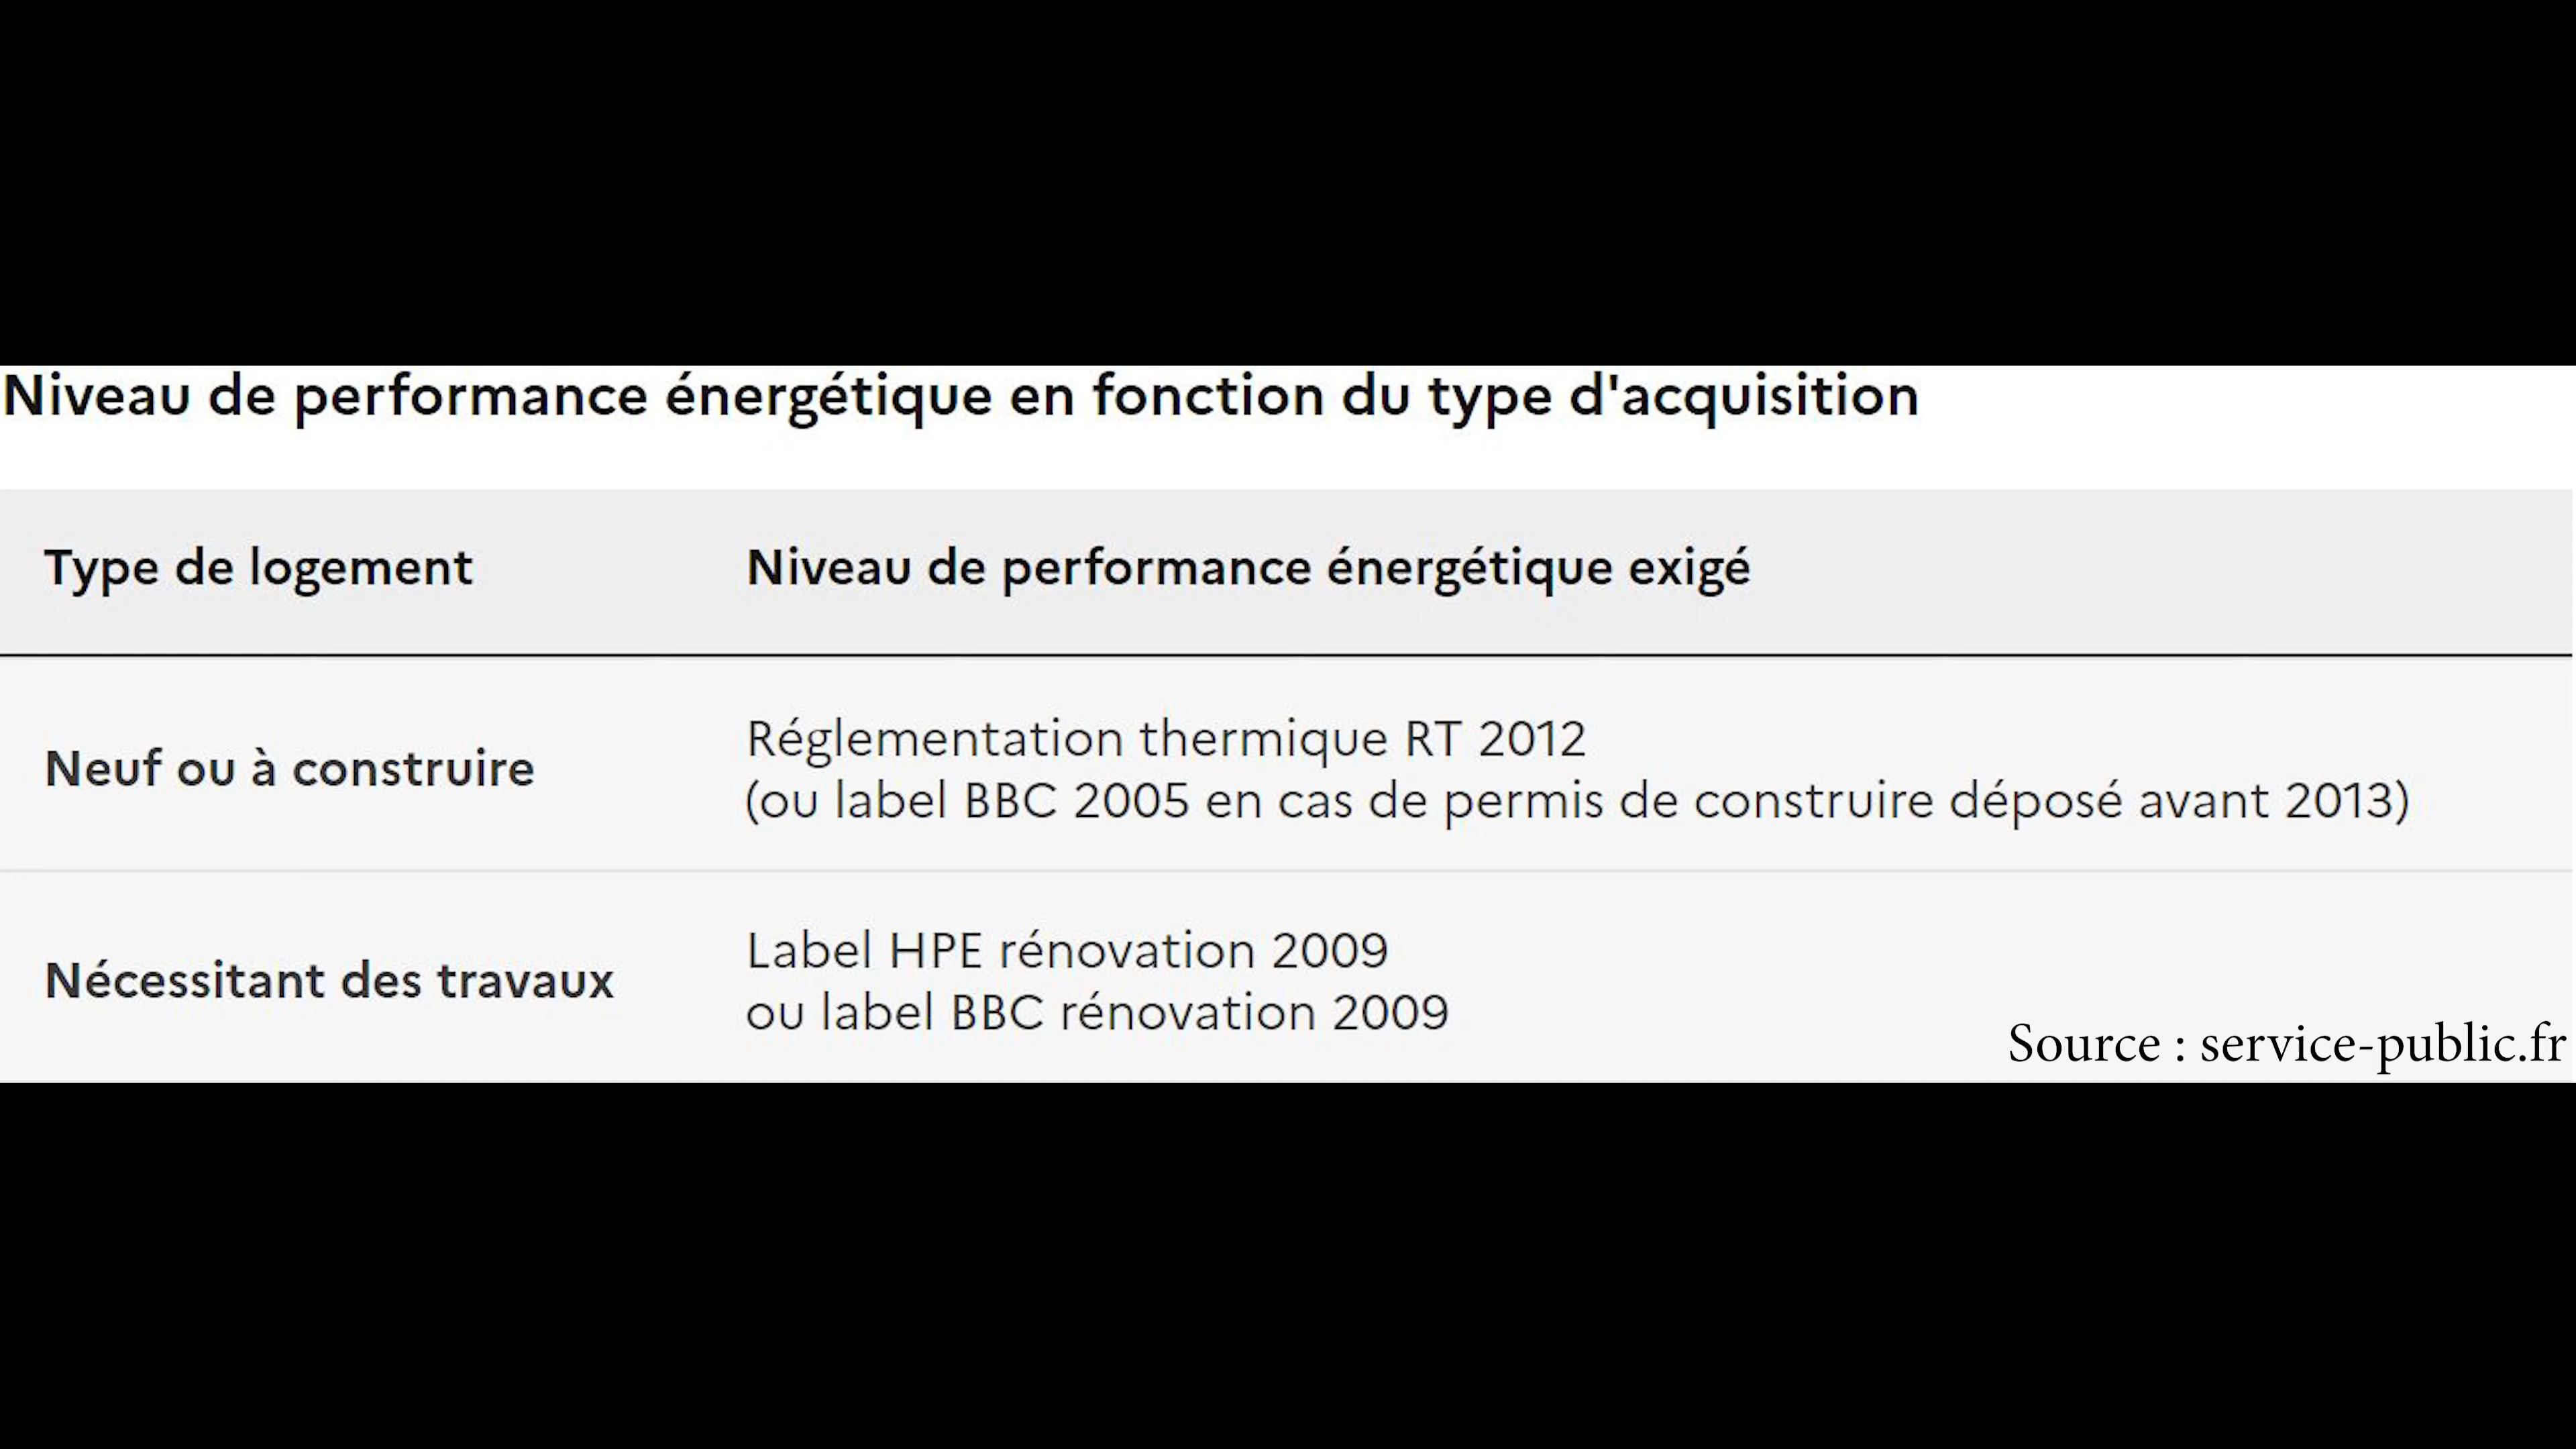 Niveau de performance énergétique en fonction du type d'acquisition
Type de logement
Niveau de performance énergétique exigé
Neuf ou à construire
Réglementation thermique RT 2012
(ou label BBC 2005 en cas de permis de construire déposé avant 2013)
Nécessitant des travaux
Label HPE rénovation 2009
ou label BBC rénovation 2009
Source : service-public.fr